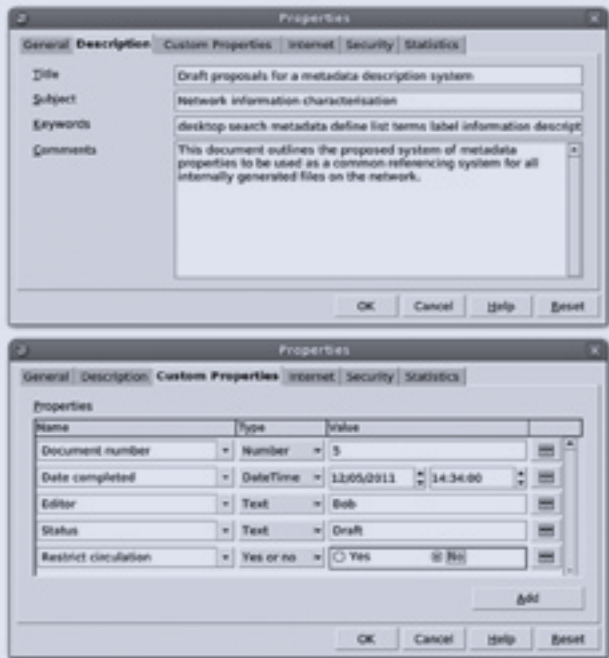 Properties
General Description Custom Properties Internet Security Statistics
Title Draft proposals for a metadata description system
Subject Network information characterisation
Keywords desktop search metadata define list terms label information descript
Comments This document outlines the proposed system of metadata
properties to be used as a common referencing system for all
internally generated files on the network.
OK Cancel Help Reset
Properties
General Description Custom Properties Internet Security Statistics
Properties
Name Type Value
Document number Number 5
Date completed DateTime 12/05/2011 14:34:00
Editor Text Bob
Status Text Draft
Restrict circulation Yes or no Yes No
Add
OK Cancel Help Reset